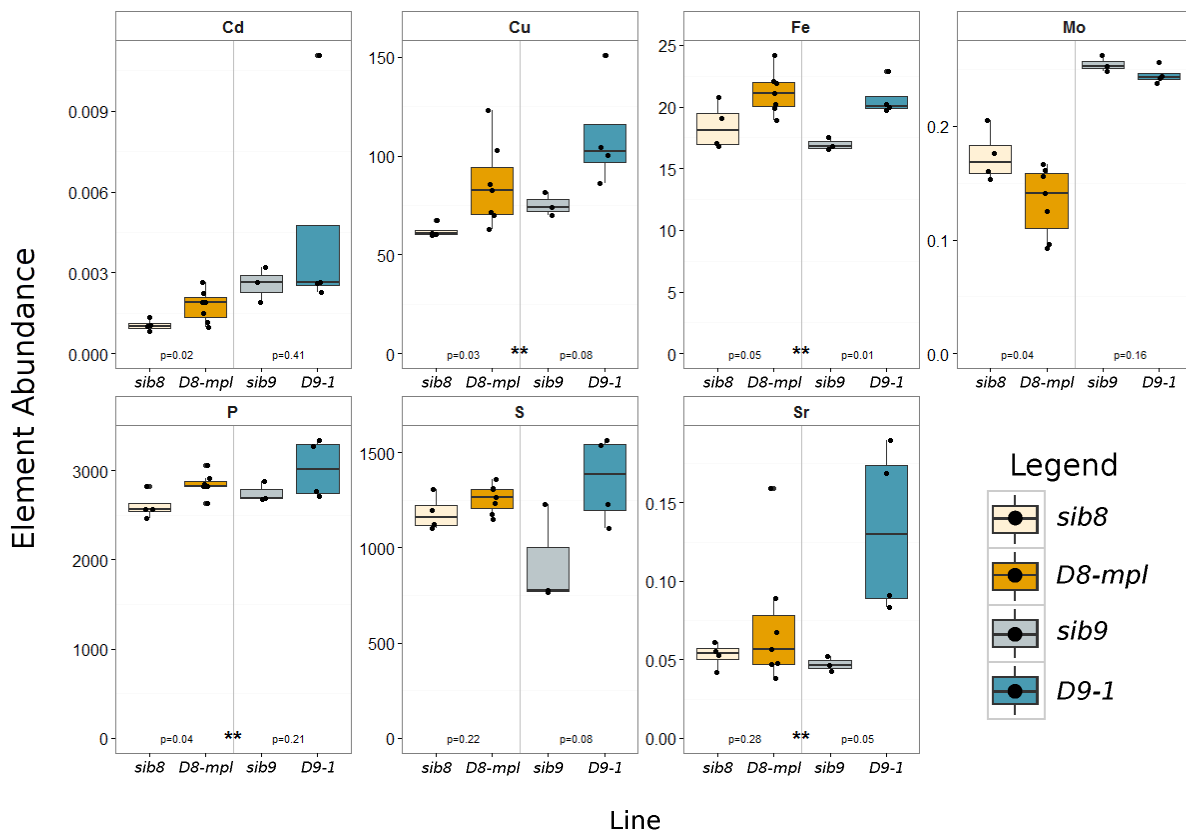 Cd
Cu
Fe
Mo
0.009
0.006
0.003
0.000
150
100
50
0
25
20
15
10
5
0
0.2
0.1
0.0
p=0.02
p=0.41
p=0.03
**
p=0.08
p=0.05
**
p=0.01
p=0.04
p=0.16
sib8
D8-mpl
sib9
D9-1
sib8
D8-mpl
sib9
D9-1
sib8
D8-mpl
sib9
D9-1
sib8
D8-mpl
sib9
D9-1
Element Abundance
P
S
Sr
3000
2000
1000
0
1500
1000
500
0
0.15
0.10
0.05
0.00
p=0.04
**
p=0.21
p=0.22
p=0.08
p=0.28
**
p=0.05
sib8
D8-mpl
sib9
D9-1
sib8
D8-mpl
sib9
D9-1
sib8
D8-mpl
sib9
D9-1
Legend
sib8
D8-mpl
sib9
D9-1
Line